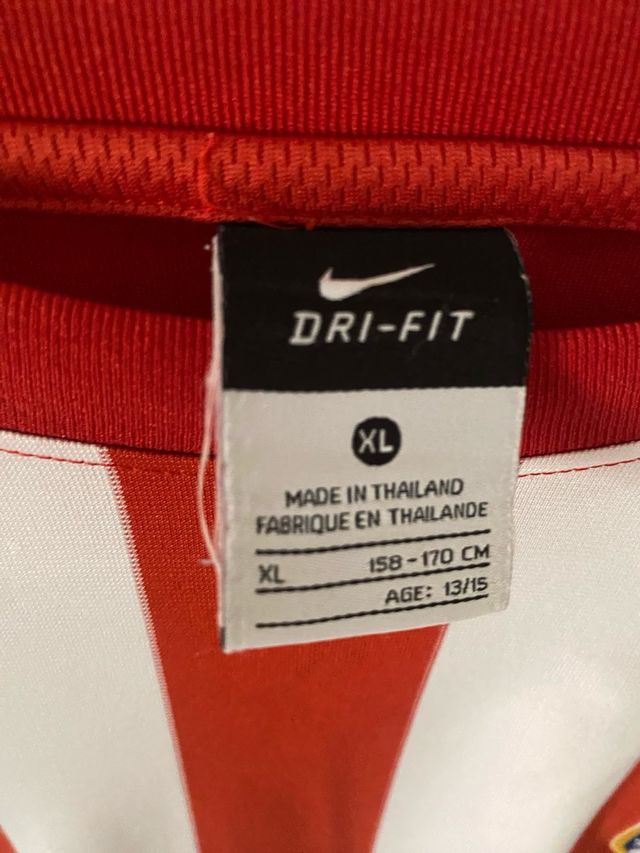 DRI-FIT
XL
MADE IN THAILAND
FABRIQUE EN THAILANDE
XL 158-170 CM
AGE: 13/15